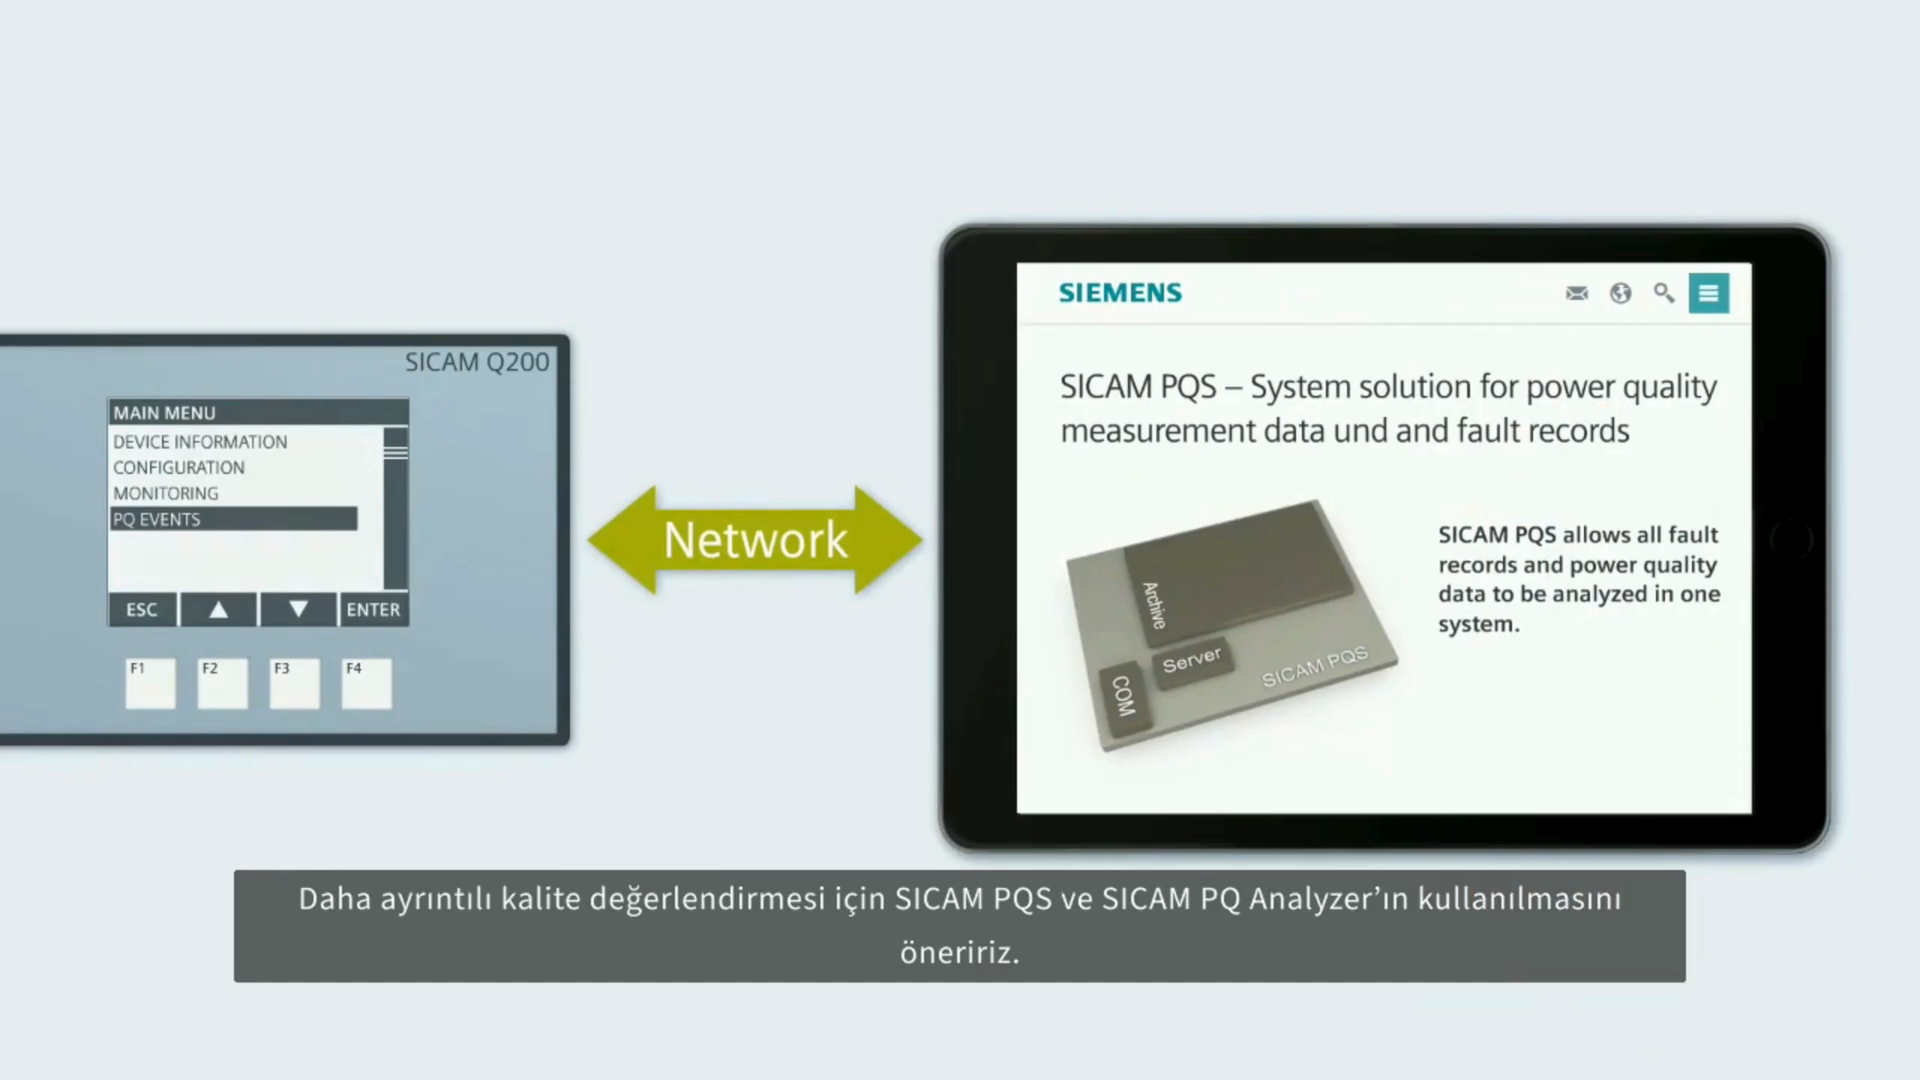 SICAM Q200
MAIN MENU
DEVICE INFORMATION
CONFIGURATION
MONITORING
PQ EVENTS
ESC ▲ ▼ ENTER
F1 F2 F3 F4
Network
SIEMENS
SICAM PQS – System solution for power quality
measurement data und and fault records
Archive
Server
COM
SICAM PQS
SICAM PQS allows all fault
records and power quality
data to be analyzed in one
system.
Daha ayrıntılı kalite değerlendirmesi için SICAM PQS ve SICAM PQ Analyzer’ın kullanılmasını
öneririz.